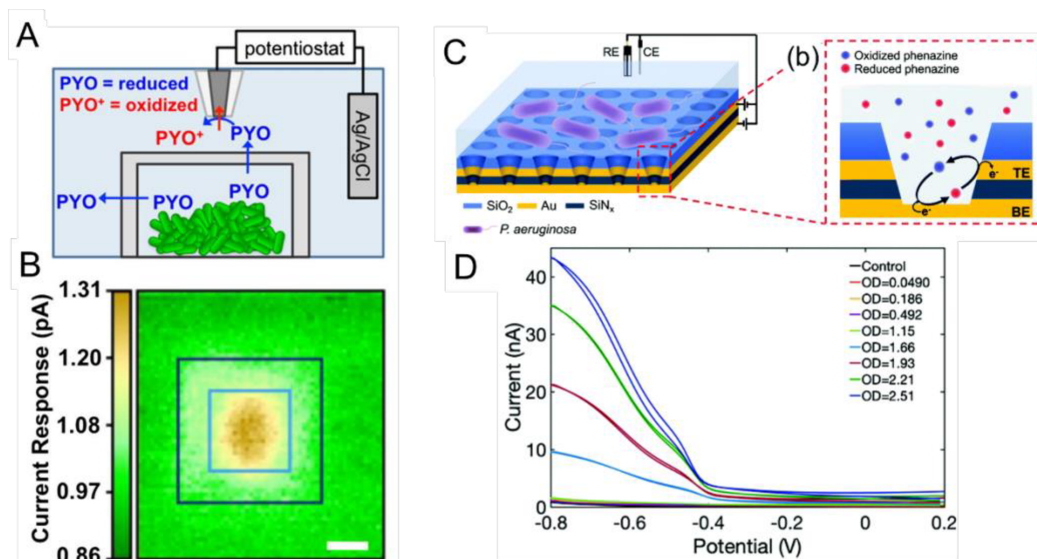 A
potentiostat
PYO = reduced
PYO⁺ = oxidized
Ag/AgCl
PYO⁺
PYO
PYO
PYO
PYO
B
Current Response (pA)
1.31
1.20
1.08
0.97
0.86
C
RE
CE
SiO₂
Au
SiNₓ
P. aeruginosa
(b)
Oxidized phenazine
Reduced phenazine
e⁻
TE
e⁻
BE
D
Current (nA)
40
30
20
10
0
-0.8
-0.6
-0.4
-0.2
0
0.2
Potential (V)
Control
OD=0.0490
OD=0.186
OD=0.492
OD=1.15
OD=1.66
OD=1.93
OD=2.21
OD=2.51